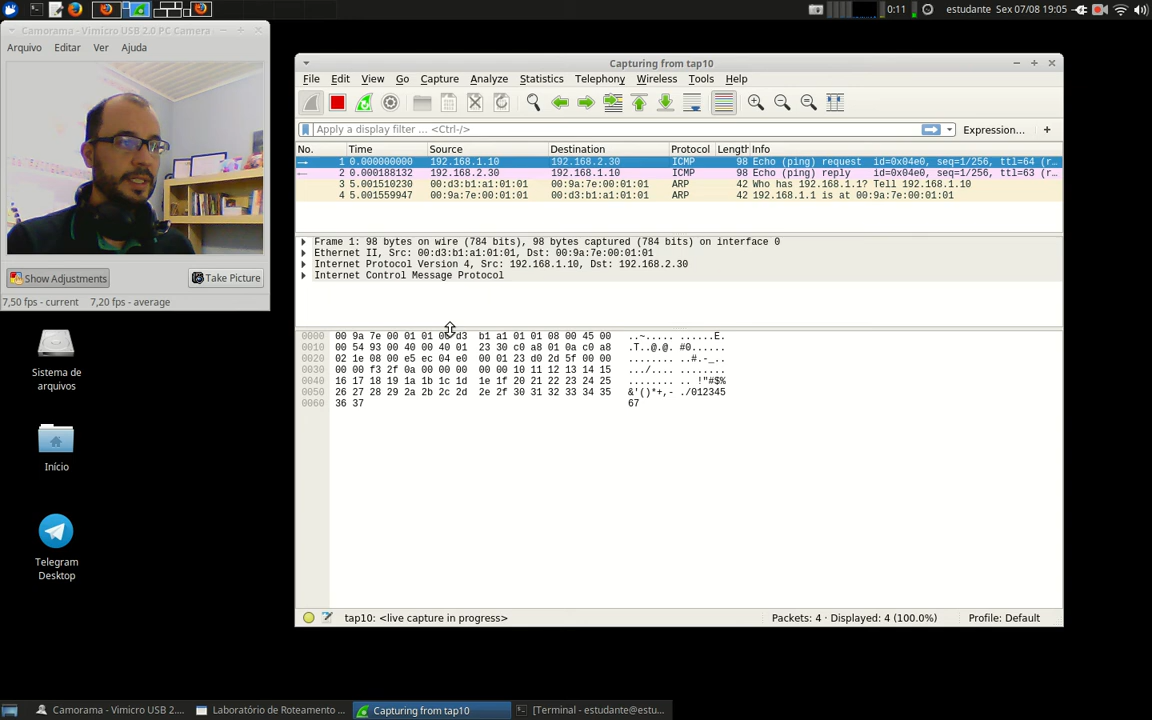 0:11 estudante Sex 07/08 19:05
Camorama - Vimicro USB 2.0 PC Camera
Arquivo Editar Ver Ajuda
Show Adjustments Take Picture
7,50 fps - current 7,20 fps - average
Sistema de
arquivos
Início
Telegram
Desktop
Capturing from tap10
File Edit View Go Capture Analyze Statistics Telephony Wireless Tools Help
Apply a display filter ... <Ctrl-/> Expression... +
No. Time Source Destination Protocol Length Info
1 0.000000000 192.168.1.10 192.168.2.30 ICMP 98 Echo (ping) request id=0x04e0, seq=1/256, ttl=64 (r...
2 0.000188132 192.168.2.30 192.168.1.10 ICMP 98 Echo (ping) reply id=0x04e0, seq=1/256, ttl=63 (r...
3 5.001510230 00:d3:b1:a1:01:01 00:9a:7e:00:01:01 ARP 42 Who has 192.168.1.1? Tell 192.168.1.10
4 5.001559947 00:9a:7e:00:01:01 00:d3:b1:a1:01:01 ARP 42 192.168.1.1 is at 00:9a:7e:00:01:01
Frame 1: 98 bytes on wire (784 bits), 98 bytes captured (784 bits) on interface 0
Ethernet II, Src: 00:d3:b1:a1:01:01, Dst: 00:9a:7e:00:01:01
Internet Protocol Version 4, Src: 192.168.1.10, Dst: 192.168.2.30
Internet Control Message Protocol
0000 00 9a 7e 00 01 01 00 d3 b1 a1 01 01 08 00 45 00 ..~..... ......E.
0010 00 54 93 00 40 00 40 01 23 30 c0 a8 01 0a c0 a8 .T..@.@. #0......
0020 02 1e 08 00 e5 ec 04 e0 00 01 23 d0 2d 5f 00 00 ........ ..#.-_..
0030 00 00 f3 2f 0a 00 00 00 00 00 10 11 12 13 14 15 .../.... ........
0040 16 17 18 19 1a 1b 1c 1d 1e 1f 20 21 22 23 24 25 ........ .. !"#$%
0050 26 27 28 29 2a 2b 2c 2d 2e 2f 30 31 32 33 34 35 &'()*+,- ./012345
0060 36 37 67
tap10: <live capture in progress> Packets: 4 · Displayed: 4 (100.0%) Profile: Default
Camorama - Vimicro USB 2.... Laboratório de Roteamento ... Capturing from tap10 [Terminal - estudante@estu...